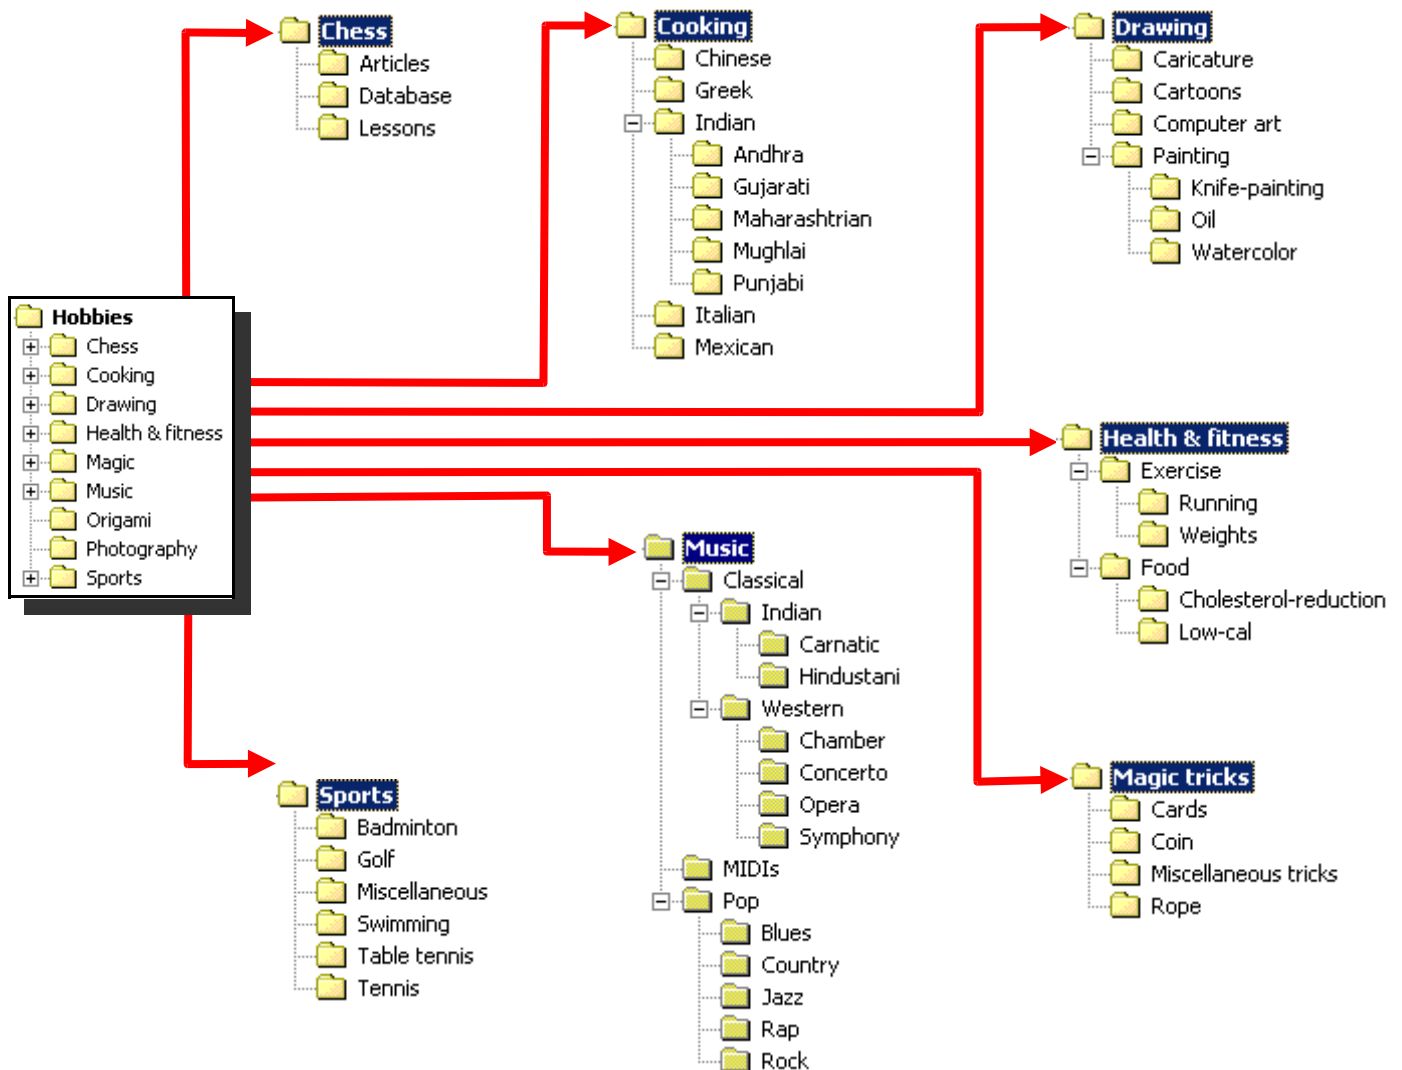 Hobbies
Chess
Cooking
Drawing
Health & fitness
Magic
Music
Origami
Photography
Sports
Chess
Articles
Database
Lessons
Cooking
Chinese
Greek
Indian
Andhra
Gujarati
Maharashtrian
Mughlai
Punjabi
Italian
Mexican
Drawing
Caricature
Cartoons
Computer art
Painting
Knife-painting
Oil
Watercolor
Health & fitness
Exercise
Running
Weights
Food
Cholesterol-reduction
Low-cal
Music
Classical
Indian
Carnatic
Hindustani
Western
Chamber
Concerto
Opera
Symphony
MIDIs
Pop
Blues
Country
Jazz
Rap
Rock
Magic tricks
Cards
Coin
Miscellaneous tricks
Rope
Sports
Badminton
Golf
Miscellaneous
Swimming
Table tennis
Tennis